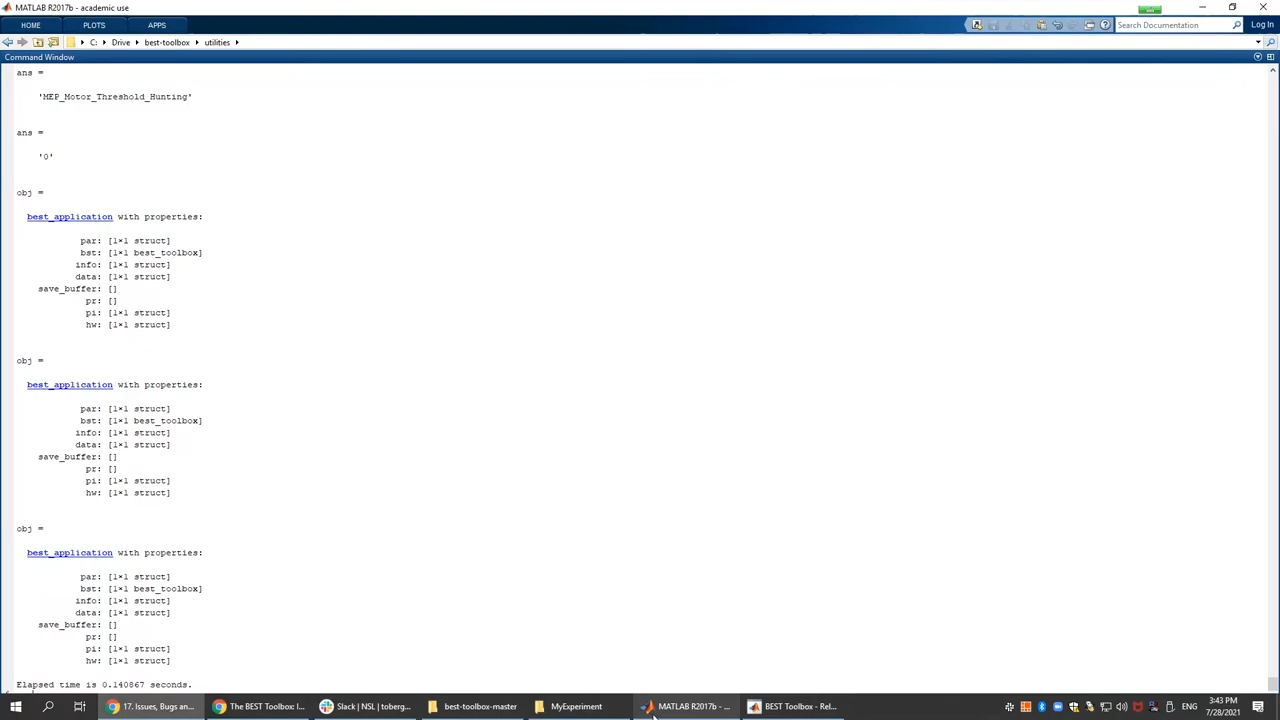 MATLAB R2017b - academic use
HOME PLOTS APPS Search Documentation Log In
C: Drive best-toolbox utilities
Command Window
ans =
'MEP_Motor_Threshold_Hunting'
ans =
'0'
obj =
best_application with properties:
par: [1×1 struct]
bst: [1×1 best_toolbox]
info: [1×1 struct]
data: [1×1 struct]
save_buffer: []
pr: []
pi: [1×1 struct]
hw: [1×1 struct]
obj =
best_application with properties:
par: [1×1 struct]
bst: [1×1 best_toolbox]
info: [1×1 struct]
data: [1×1 struct]
save_buffer: []
pr: []
pi: [1×1 struct]
hw: [1×1 struct]
obj =
best_application with properties:
par: [1×1 struct]
bst: [1×1 best_toolbox]
info: [1×1 struct]
data: [1×1 struct]
save_buffer: []
pr: []
pi: [1×1 struct]
hw: [1×1 struct]
Elapsed time is 0.140867 seconds.
17. Issues, Bugs an... The BEST Toolbox: I... Slack | NSL | toberg... best-toolbox-master MyExperiment MATLAB R2017b - ... BEST Toolbox - Rel... 3:43 PM
7/28/2021